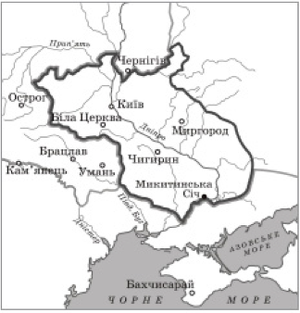 Прип'ять
Чернігів
Острог
Київ
Біла Церква
Дніпро
Миргород
Брацлав
Чигирин
Кам'янець
Умань
Микитинська
Січ
Пд. Буг
Дністер
АЗОВСЬКЕ
МОРЕ
Бахчисарай
ЧОРНЕ МОРЕ